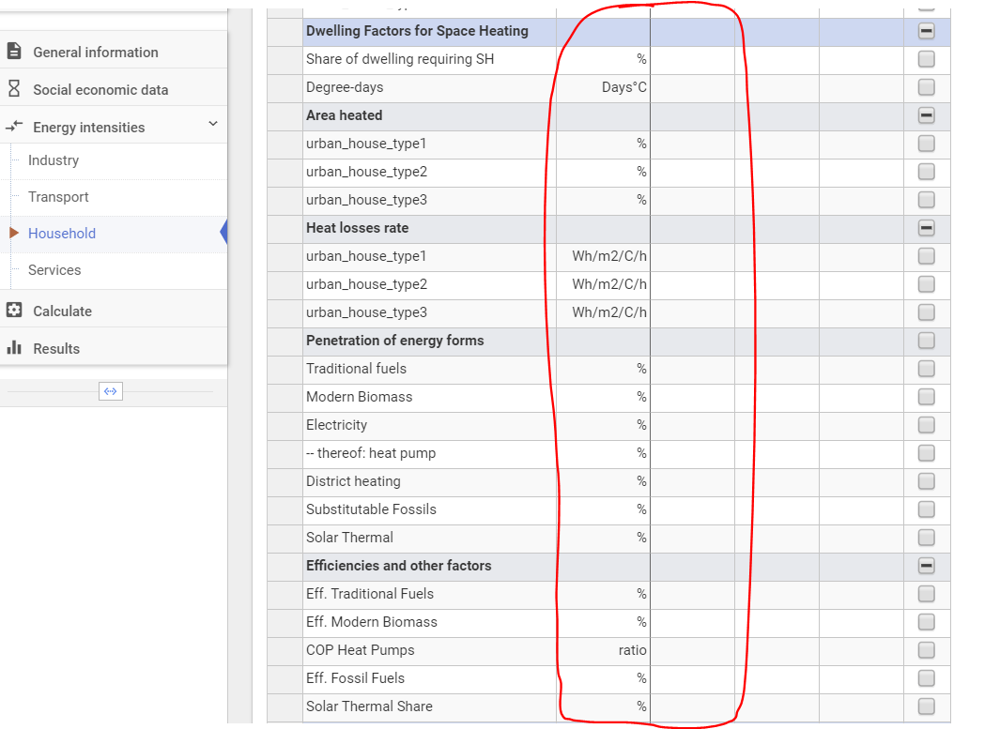 General information
Social economic data
Energy intensities
Industry
Transport
Household
Services
Calculate
Results
Dwelling Factors for Space Heating
Share of dwelling requiring SH %
Degree-days Days°C
Area heated
urban_house_type1 %
urban_house_type2 %
urban_house_type3 %
Heat losses rate
urban_house_type1 Wh/m2/C/h
urban_house_type2 Wh/m2/C/h
urban_house_type3 Wh/m2/C/h
Penetration of energy forms
Traditional fuels %
Modern Biomass %
Electricity %
-- thereof: heat pump %
District heating %
Substitutable Fossils %
Solar Thermal %
Efficiencies and other factors
Eff. Traditional Fuels %
Eff. Modern Biomass %
COP Heat Pumps ratio
Eff. Fossil Fuels %
Solar Thermal Share %